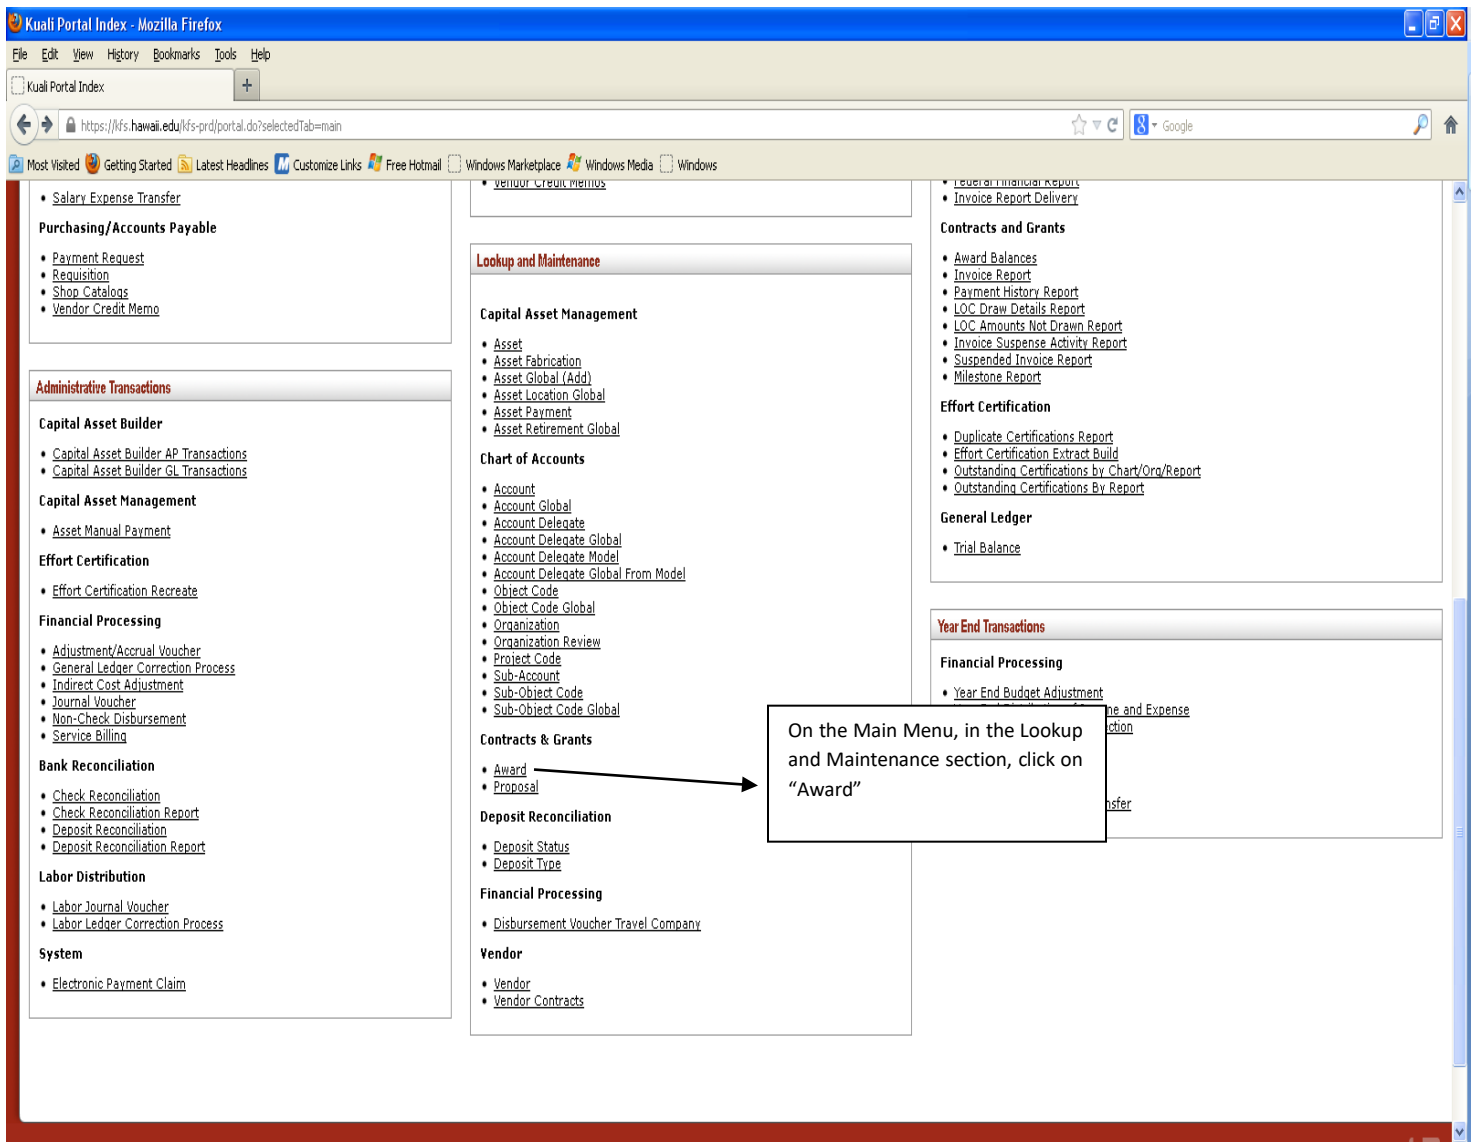 Kuali Portal Index - Mozilla Firefox
File Edit View History Bookmarks Tools Help
Kuali Portal Index +
https://kfs.hawaii.edu/kfs-prd/portal.do?selectedTab=main
Google
Most Visited Getting Started Latest Headlines Customize Links Free Hotmail Windows Marketplace Windows Media Windows
Salary Expense Transfer
Purchasing/Accounts Payable
Payment Request
Requisition
Shop Catalogs
Vendor Credit Memo
Administrative Transactions
Capital Asset Builder
Capital Asset Builder AP Transactions
Capital Asset Builder GL Transactions
Capital Asset Management
Asset Manual Payment
Effort Certification
Effort Certification Recreate
Financial Processing
Adjustment/Accrual Voucher
General Ledger Correction Process
Indirect Cost Adjustment
Journal Voucher
Non-Check Disbursement
Service Billing
Bank Reconciliation
Check Reconciliation
Check Reconciliation Report
Deposit Reconciliation
Deposit Reconciliation Report
Labor Distribution
Labor Journal Voucher
Labor Ledger Correction Process
System
Electronic Payment Claim
Vendor Credit Memos
Lookup and Maintenance
Capital Asset Management
Asset
Asset Fabrication
Asset Global (Add)
Asset Location Global
Asset Payment
Asset Retirement Global
Chart of Accounts
Account
Account Global
Account Delegate
Account Delegate Global
Account Delegate Model
Account Delegate Global From Model
Object Code
Object Code Global
Organization
Organization Review
Project Code
Sub-Account
Sub-Object Code
Sub-Object Code Global
Contracts & Grants
Award
Proposal
Deposit Reconciliation
Deposit Status
Deposit Type
Financial Processing
Disbursement Voucher Travel Company
Vendor
Vendor
Vendor Contracts
Federal Financial Report
Invoice Report Delivery
Contracts and Grants
Award Balances
Invoice Report
Payment History Report
LOC Draw Details Report
LOC Amounts Not Drawn Report
Invoice Suspense Activity Report
Suspended Invoice Report
Milestone Report
Effort Certification
Duplicate Certifications Report
Effort Certification Extract Build
Outstanding Certifications by Chart/Org/Report
Outstanding Certifications By Report
General Ledger
Trial Balance
Year End Transactions
Financial Processing
Year End Budget Adjustment
and Expense
On the Main Menu, in the Lookup
and Maintenance section, click on
“Award”